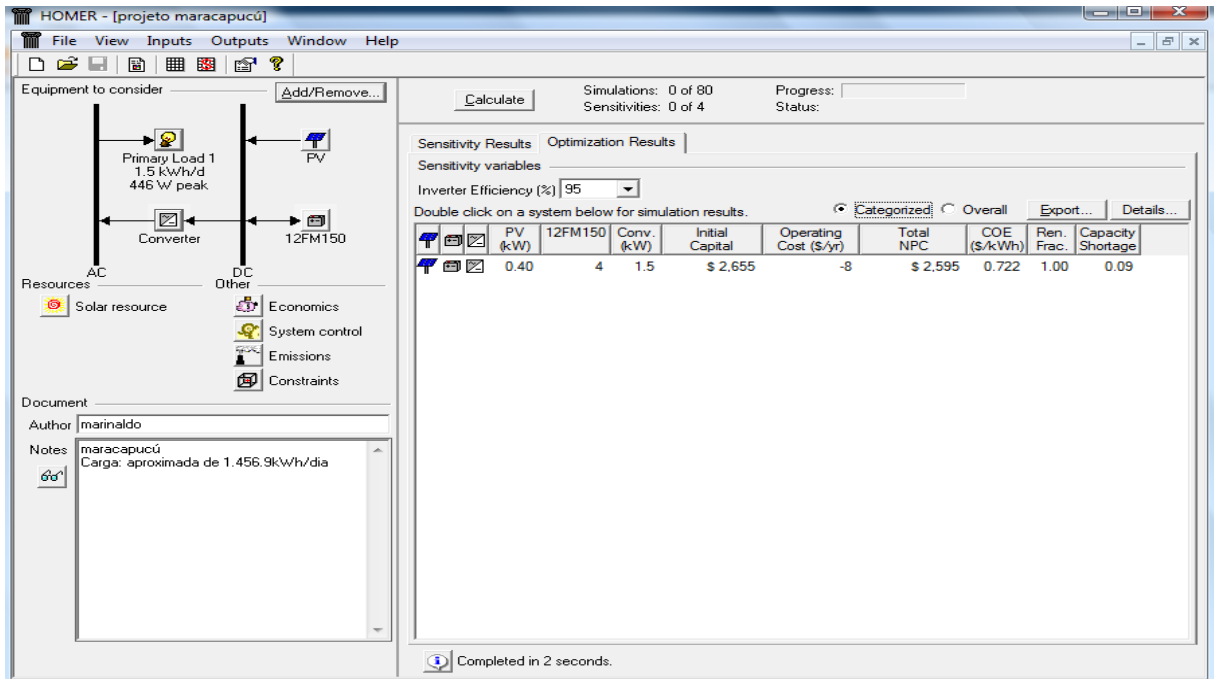 HOMER - [projeto maracapucú]
File View Inputs Outputs Window Help
Equipment to consider
Add/Remove...
Primary Load 1
1.5 kWh/d
446 W peak
PV
Converter
12FM150
AC
DC
Resources
Other
Solar resource
Economics
System control
Emissions
Constraints
Document
Author marinaldo
Notes
maracapucú
Carga: aproximada de 1.456.9kWh/dia
Calculate
Simulations: 0 of 80
Progress:
Sensitivities: 0 of 4
Status:
Sensitivity Results Optimization Results
Sensitivity variables
Inverter Efficiency (%) 95
Double click on a system below for simulation results.
Categorized Overall Export... Details...
PV (kW) 12FM150 Conv. (kW) Initial Capital Operating Cost ($/yr) Total NPC COE ($/kWh) Ren. Frac. Capacity Shortage
0.40 4 1.5 $ 2,655 -8 $ 2,595 0.722 1.00 0.09
Completed in 2 seconds.